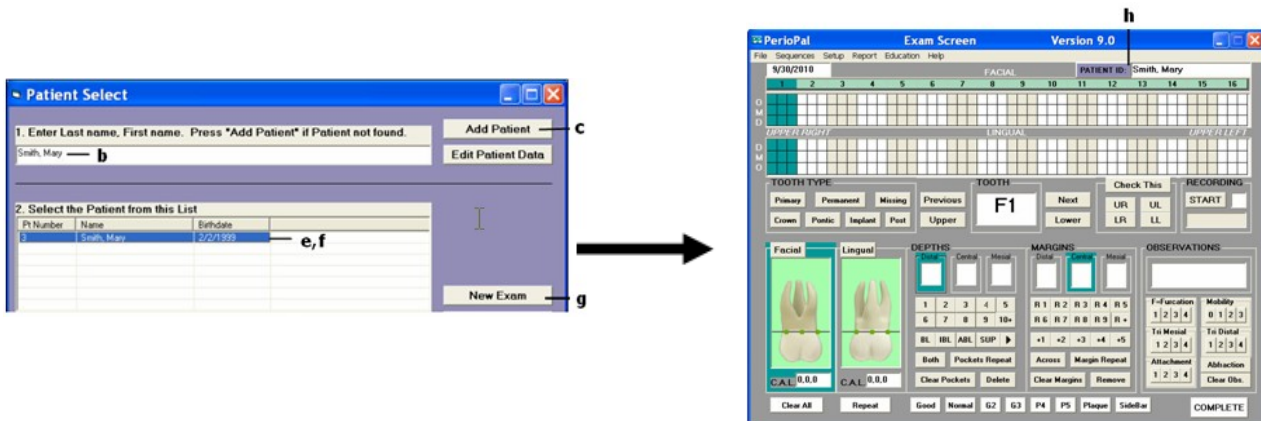 h
PerioPal Exam Screen Version 9.0
File Sequences Setup Report Education Help
9/30/2010 FACIAL PATIENT ID: Smith, Mary
1 2 3 4 5 6 7 8 9 10 11 12 13 14 15 16
O
M
D
UPPER RIGHT LINGUAL UPPER LEFT
D
M
O
Patient Select
1. Enter Last name, First name. Press "Add Patient" if Patient not found.
Add Patient c
Smith, Mary b
Edit Patient Data
2. Select the Patient from this List
Pt Number Name Birthdate
3 Smith, Mary 2/2/1999 e,f
New Exam g
TOOTH TYPE TOOTH Check This RECORDING
Primary Permanent Missing Previous F1 Next UR UL START
Crown Pontic Implant Post Upper Lower LR LL
Facial Lingual DEPTHS MARGINS OBSERVATIONS
Distal Central Mesial Distal Central Mesial
1 2 3 4 5 R 1 R 2 R 3 R 4 R 5 F=Furcation Mobility
6 7 8 9 10+ R 6 R 7 R 8 R 9 R + 1 2 3 4 0 1 2 3
BL IBL ABL SUP +1 +2 +3 +4 +5 Tri Mesial Tri Distal
1 2 3 4 1 2 3 4
Both Pockets Repeat Across Margin Repeat Attachment Abfraction
C.A.L. 0,0,0 C.A.L. 0,0,0 Clear Pockets Delete Clear Margins Remove 1 2 3 4 Clear Obs.
Clear All Repeat Good Normal G2 G3 P4 P5 Plaque SideBar COMPLETE